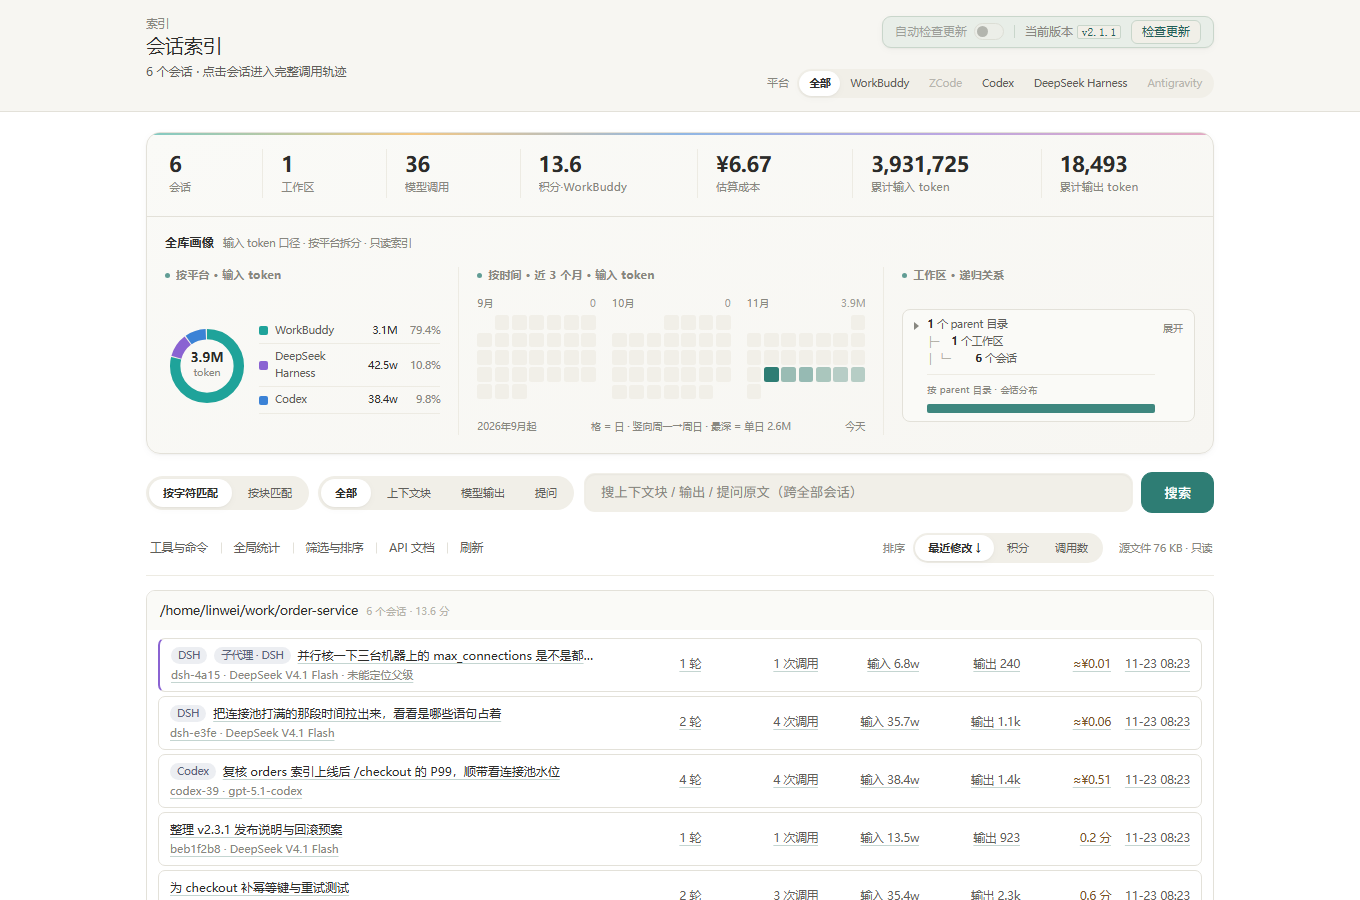 索引
会话索引
6 个会话 · 点击会话进入完整调用轨迹
自动检查更新 当前版本 v2.1.1 检查更新
平台 全部 WorkBuddy ZCode Codex DeepSeek Harness Antigravity
6 1 36 13.6 ¥6.67 3,931,725 18,493
会话 工作区 模型调用 积分·WorkBuddy 估算成本 累计输入 token 累计输出 token
全库画像 输入 token 口径 · 按平台拆分 · 只读索引
按平台 • 输入 token
3.9M
token
WorkBuddy 3.1M 79.4%
DeepSeek Harness 42.5w 10.8%
Codex 38.4w 9.8%
按时间 • 近 3 个月 • 输入 token
9月 0 10月 0 11月 3.9M
2026年9月起 格 = 日 · 竖向周一→周日 · 最深 = 单日 2.6M 今天
工作区 • 递归关系
1 个 parent 目录 展开
├─ 1 个工作区
│ └─ 6 个会话
按 parent 目录 · 会话分布
按字符匹配 按块匹配 全部 上下文块 模型输出 提问 搜上下文块 / 输出 / 提问原文（跨全部会话） 搜索
工具与命令 全局统计 筛选与排序 API 文档 刷新 排序 最近修改↓ 积分 调用数 源文件 76 KB · 只读
/home/linwei/work/order-service 6 个会话 · 13.6 分
DSH 子代理 · DSH 并行核一下三台机器上的 max_connections 是不是都... 1 轮 1 次调用 输入 6.8w 输出 240 ≈¥0.01 11-23 08:23
dsh-4a15 · DeepSeek V4.1 Flash · 未能定位父级
DSH 把连接池打满的那段时间拉出来，看看是哪些语句占着 2 轮 4 次调用 输入 35.7w 输出 1.1k ≈¥0.06 11-23 08:23
dsh-e3fe · DeepSeek V4.1 Flash
Codex 复核 orders 索引上线后 /checkout 的 P99，顺带看连接池水位 4 轮 4 次调用 输入 38.4w 输出 1.4k ≈¥0.51 11-23 08:23
codex-39 · gpt-5.1-codex
整理 v2.3.1 发布说明与回滚预案 1 轮 1 次调用 输入 13.5w 输出 923 0.2 分 11-23 08:23
beb1f2b8 · DeepSeek V4.1 Flash
为 checkout 补幂等键与重试测试 2 轮 3 次调用 输入 35.4w 输出 2.3k 0.6 分 11-23 08:23